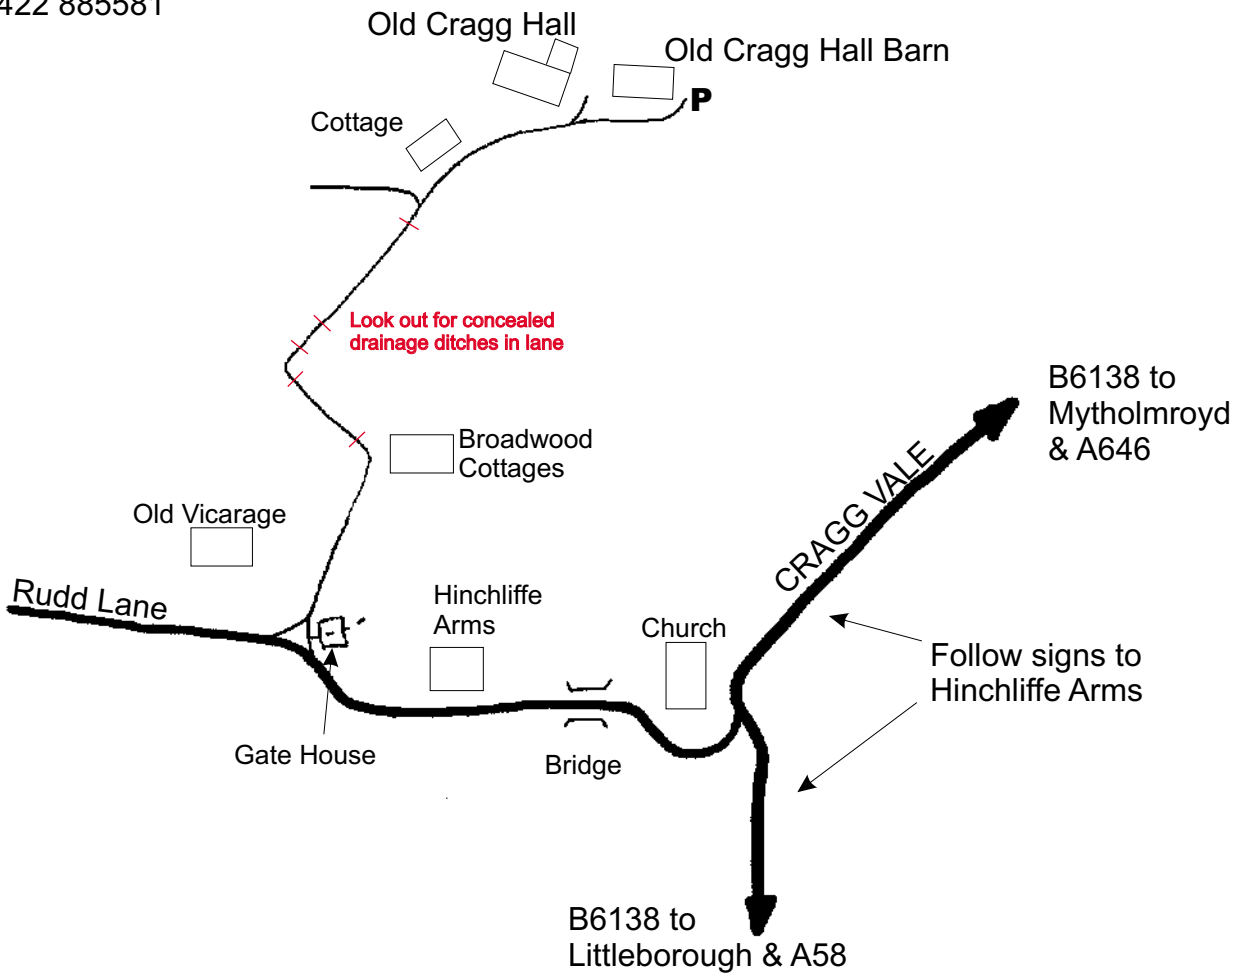 422 885581
Old Cragg Hall
Old Cragg Hall Barn
P
Cottage
Look out for concealed
drainage ditches in lane
B6138 to
Mytholmroyd
& A646
Broadwood
Cottages
CRAGG VALE
Old Vicarage
Rudd Lane
Hinchliffe
Arms
Church
Follow signs to
Hinchliffe Arms
Gate House
Bridge
B6138 to
Littleborough & A58